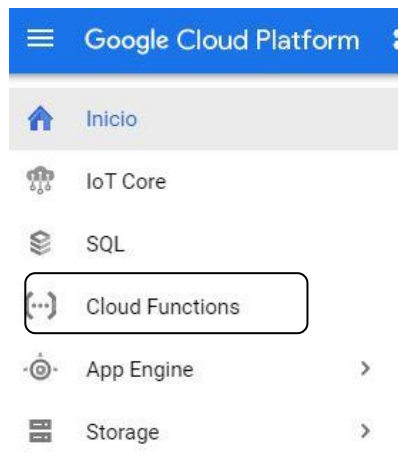 Google Cloud Platform
Inicio
IoT Core
SQL
Cloud Functions
App Engine
Storage